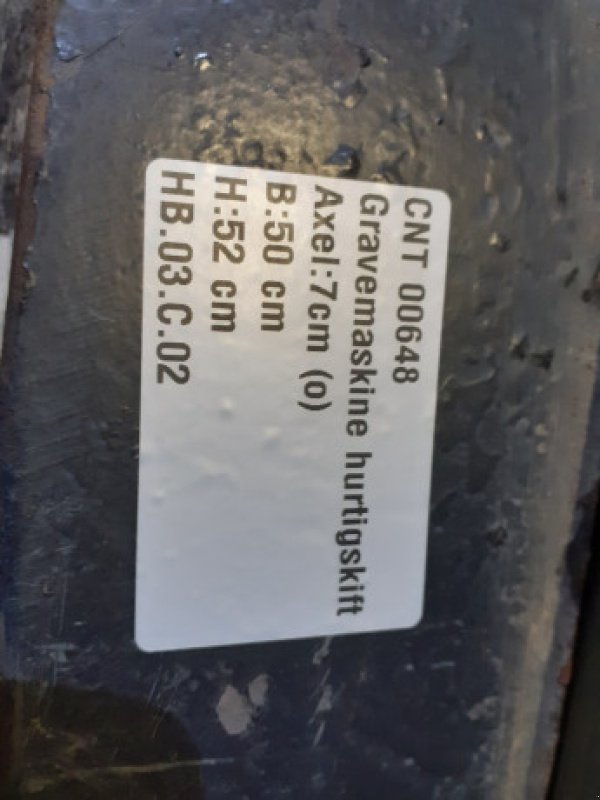 CNT 00648
Gravemaskine hurtigskift
Axel:7cm (o)
B:50 cm
H:52 cm
HB.03.C.02